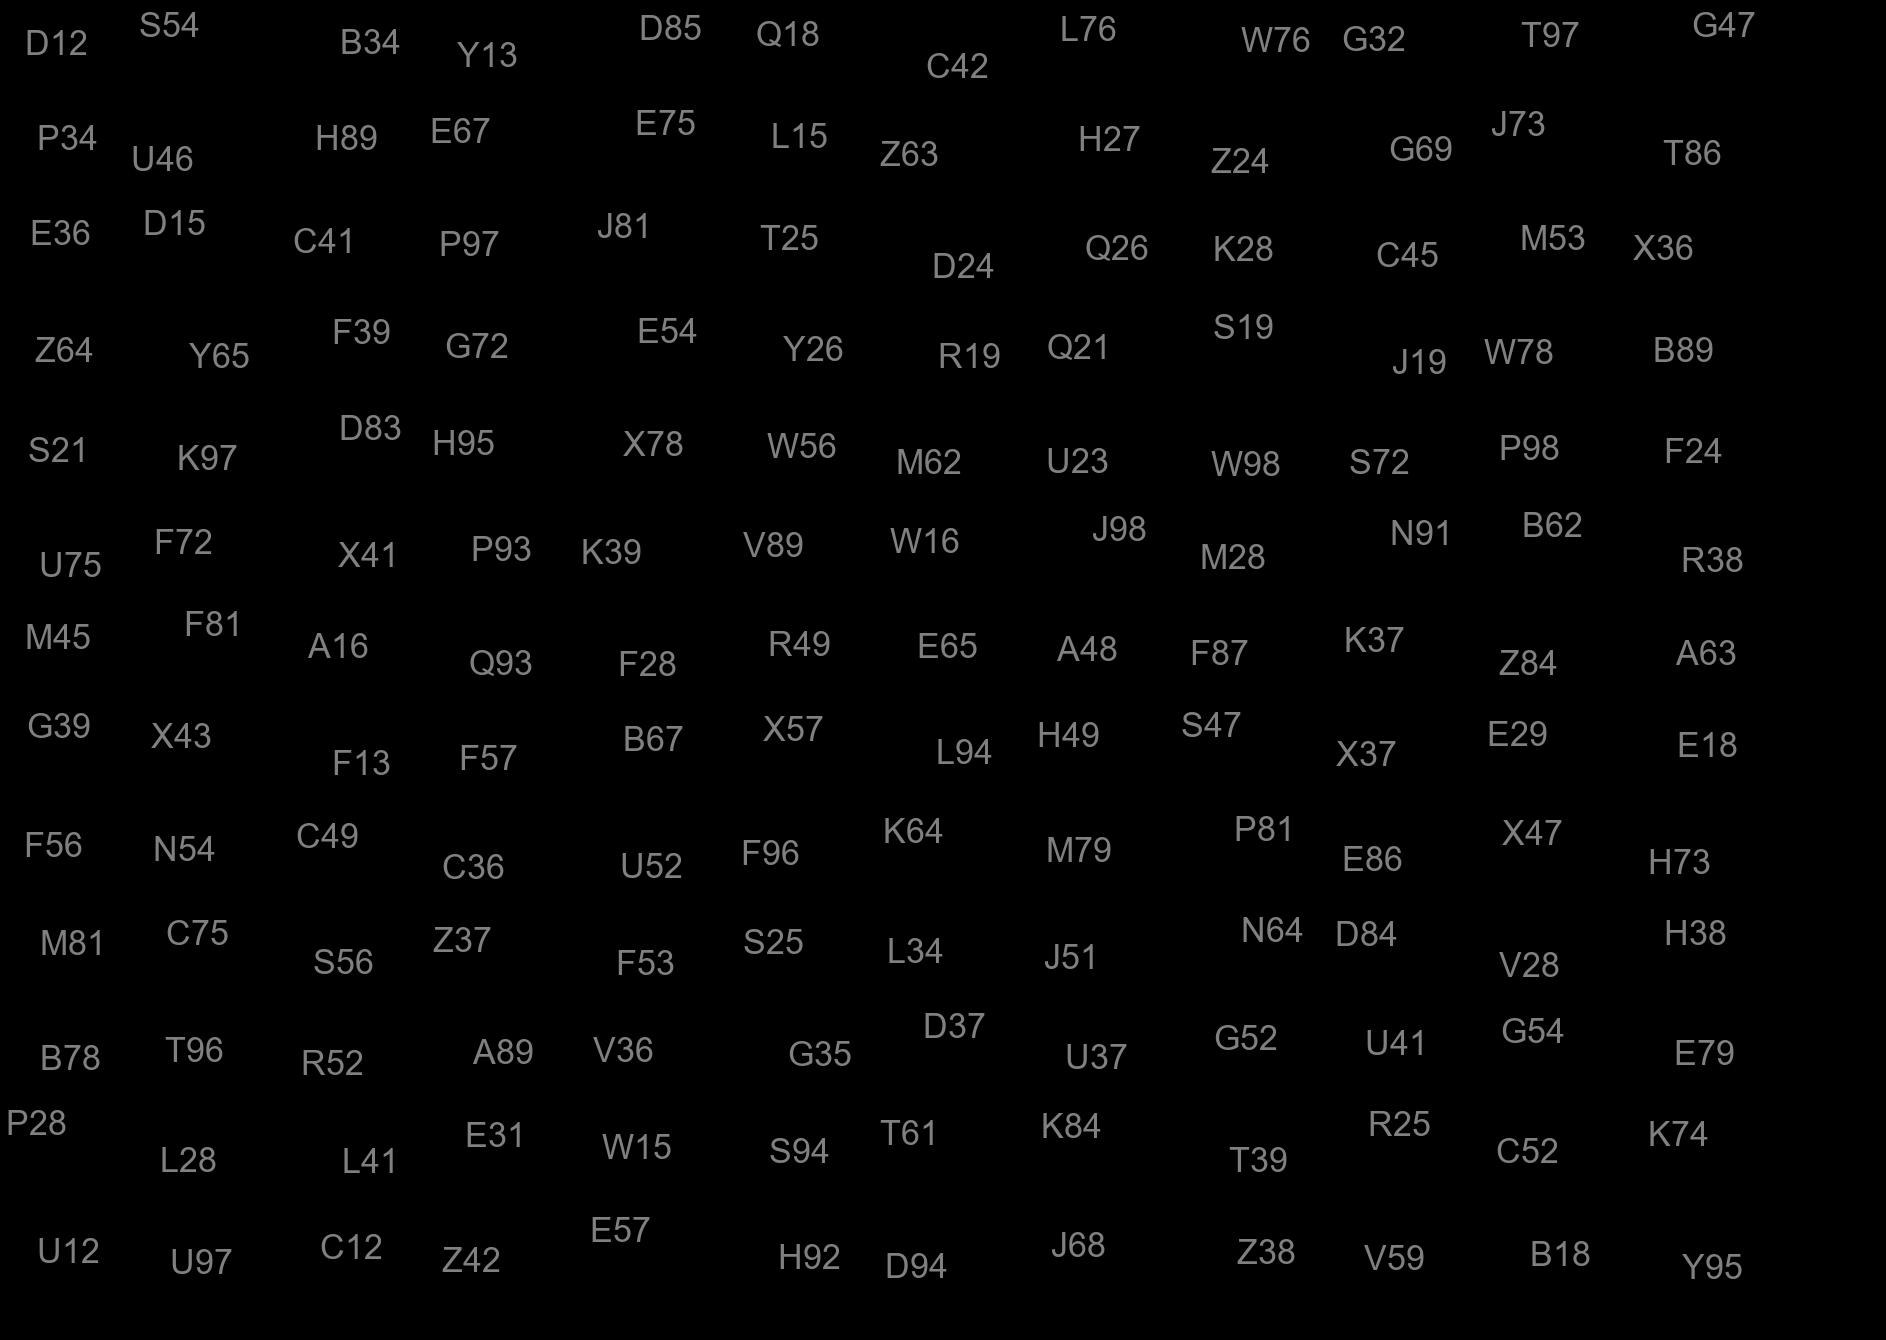 D12 S54 B34 Y13 D85 Q18 C42 L76 W76 G32 T97 G47
P34 U46 H89 E67 E75 L15 Z63 H27 Z24 G69 J73 T86
E36 D15 C41 P97 J81 T25 D24 Q26 K28 C45 M53 X36
Z64 Y65 F39 G72 E54 Y26 R19 Q21 S19 J19 W78 B89
S21 K97 D83 H95 X78 W56 M62 U23 W98 S72 P98 F24
U75 F72 X41 P93 K39 V89 W16 J98 M28 N91 B62 R38
M45 F81 A16 Q93 F28 R49 E65 A48 F87 K37 Z84 A63
G39 X43 F13 F57 B67 X57 L94 H49 S47 X37 E29 E18
F56 N54 C49 C36 U52 F96 K64 M79 P81 E86 X47 H73
M81 C75 S56 Z37 F53 S25 L34 J51 N64 D84 V28 H38
B78 T96 R52 A89 V36 G35 D37 U37 G52 U41 G54 E79
P28 L28 L41 E31 W15 S94 T61 K84 T39 R25 C52 K74
U12 U97 C12 Z42 E57 H92 D94 J68 Z38 V59 B18 Y95